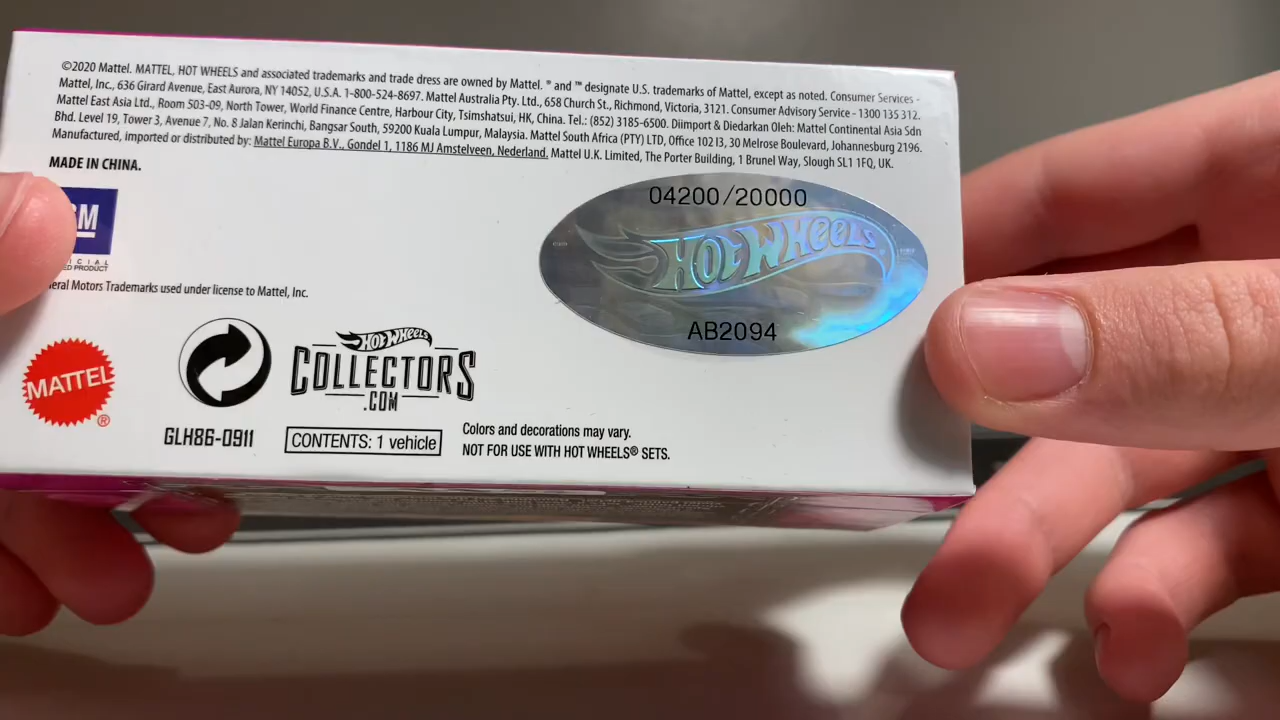 ©2020 Mattel. MATTEL, HOT WHEELS and associated trademarks and trade dress are owned by Mattel. ® and ™ designate U.S. trademarks of Mattel, except as noted. Consumer Services -
Mattel, Inc., 636 Girard Avenue, East Aurora, NY 14052, U.S.A. 1-800-524-8697. Mattel Australia Pty. Ltd., 658 Church St., Richmond, Victoria, 3121. Consumer Advisory Service - 1300 135 312.
Mattel East Asia Ltd., Room 503-09, North Tower, World Finance Centre, Harbour City, Tsimshatsui, HK, China. Tel.: (852) 3185-6500. Diimport & Diedarkan Oleh: Mattel Continental Asia Sdn
Bhd. Level 19, Tower 3, Avenue 7, No. 8 Jalan Kerinchi, Bangsar South, 59200 Kuala Lumpur, Malaysia. Mattel South Africa (PTY) LTD, Office 102 I3, 30 Melrose Boulevard, Johannesburg 2196.
Manufactured, imported or distributed by: Mattel Europa B.V., Gondel 1, 1186 MJ Amstelveen, Nederland. Mattel U.K. Limited, The Porter Building, 1 Brunel Way, Slough SL1 1FQ, UK.
MADE IN CHINA.
04200/20000
HOT WHEELS
AB2094
PRODUCT
Motors Trademarks used under license to Mattel, Inc.
MATTEL®
HOT WHEELS
COLLECTORS
.COM
GLH86-0911
CONTENTS: 1 vehicle
Colors and decorations may vary.
NOT FOR USE WITH HOT WHEELS® SETS.